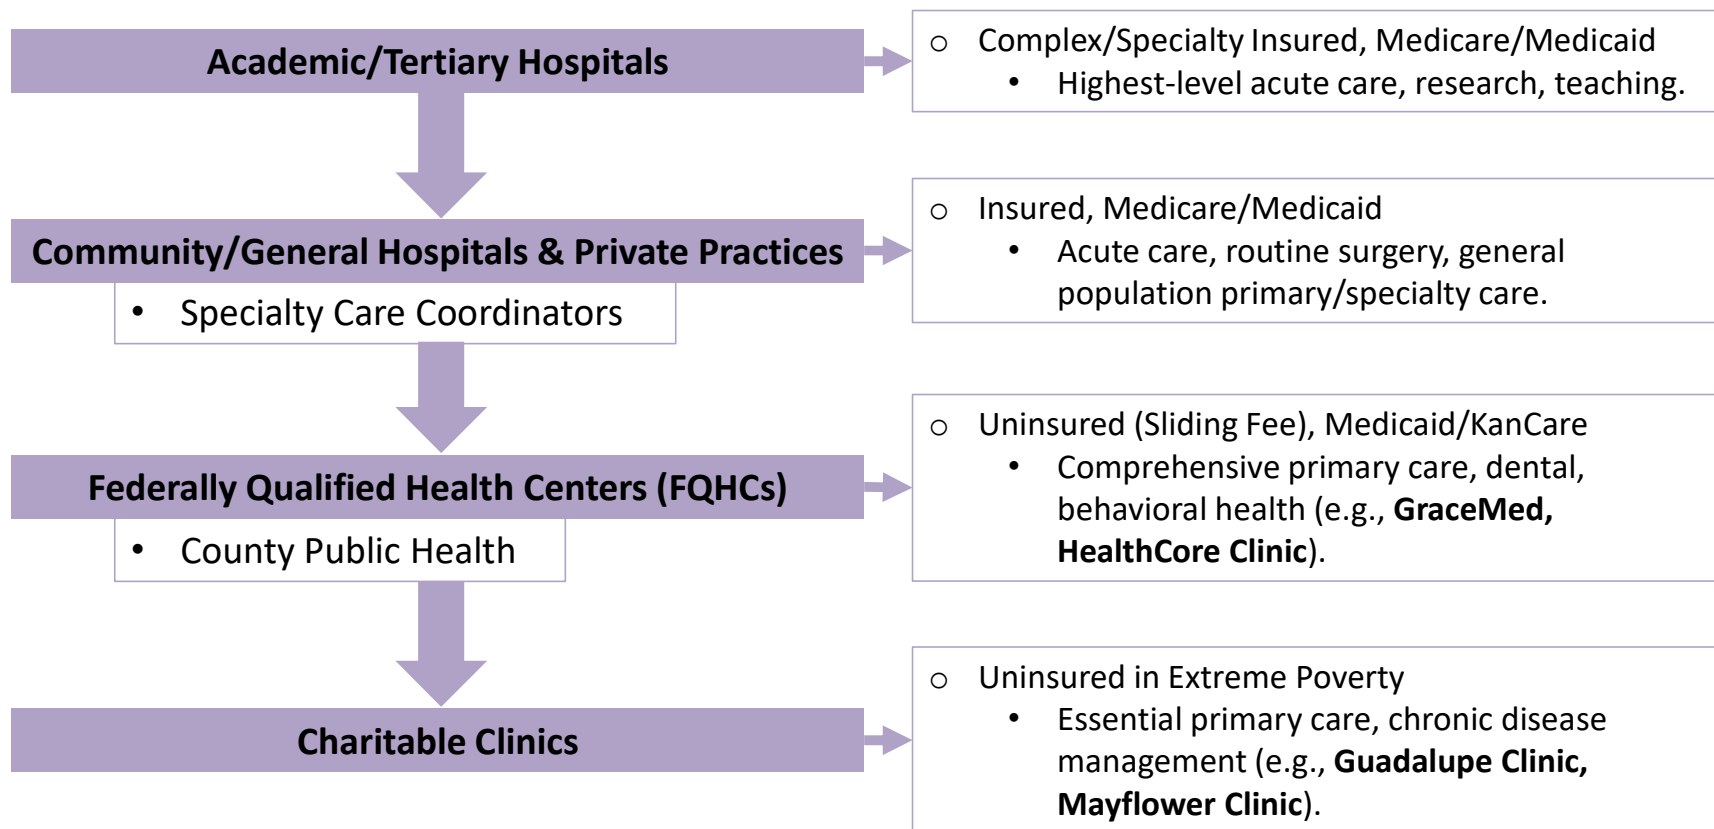 Academic/Tertiary Hospitals
○ Complex/Specialty Insured, Medicare/Medicaid
• Highest-level acute care, research, teaching.
Community/General Hospitals & Private Practices
• Specialty Care Coordinators
○ Insured, Medicare/Medicaid
• Acute care, routine surgery, general
population primary/specialty care.
Federally Qualified Health Centers (FQHCs)
• County Public Health
○ Uninsured (Sliding Fee), Medicaid/KanCare
• Comprehensive primary care, dental,
behavioral health (e.g., GraceMed,
HealthCore Clinic).
Charitable Clinics
○ Uninsured in Extreme Poverty
• Essential primary care, chronic disease
management (e.g., Guadalupe Clinic,
Mayflower Clinic).